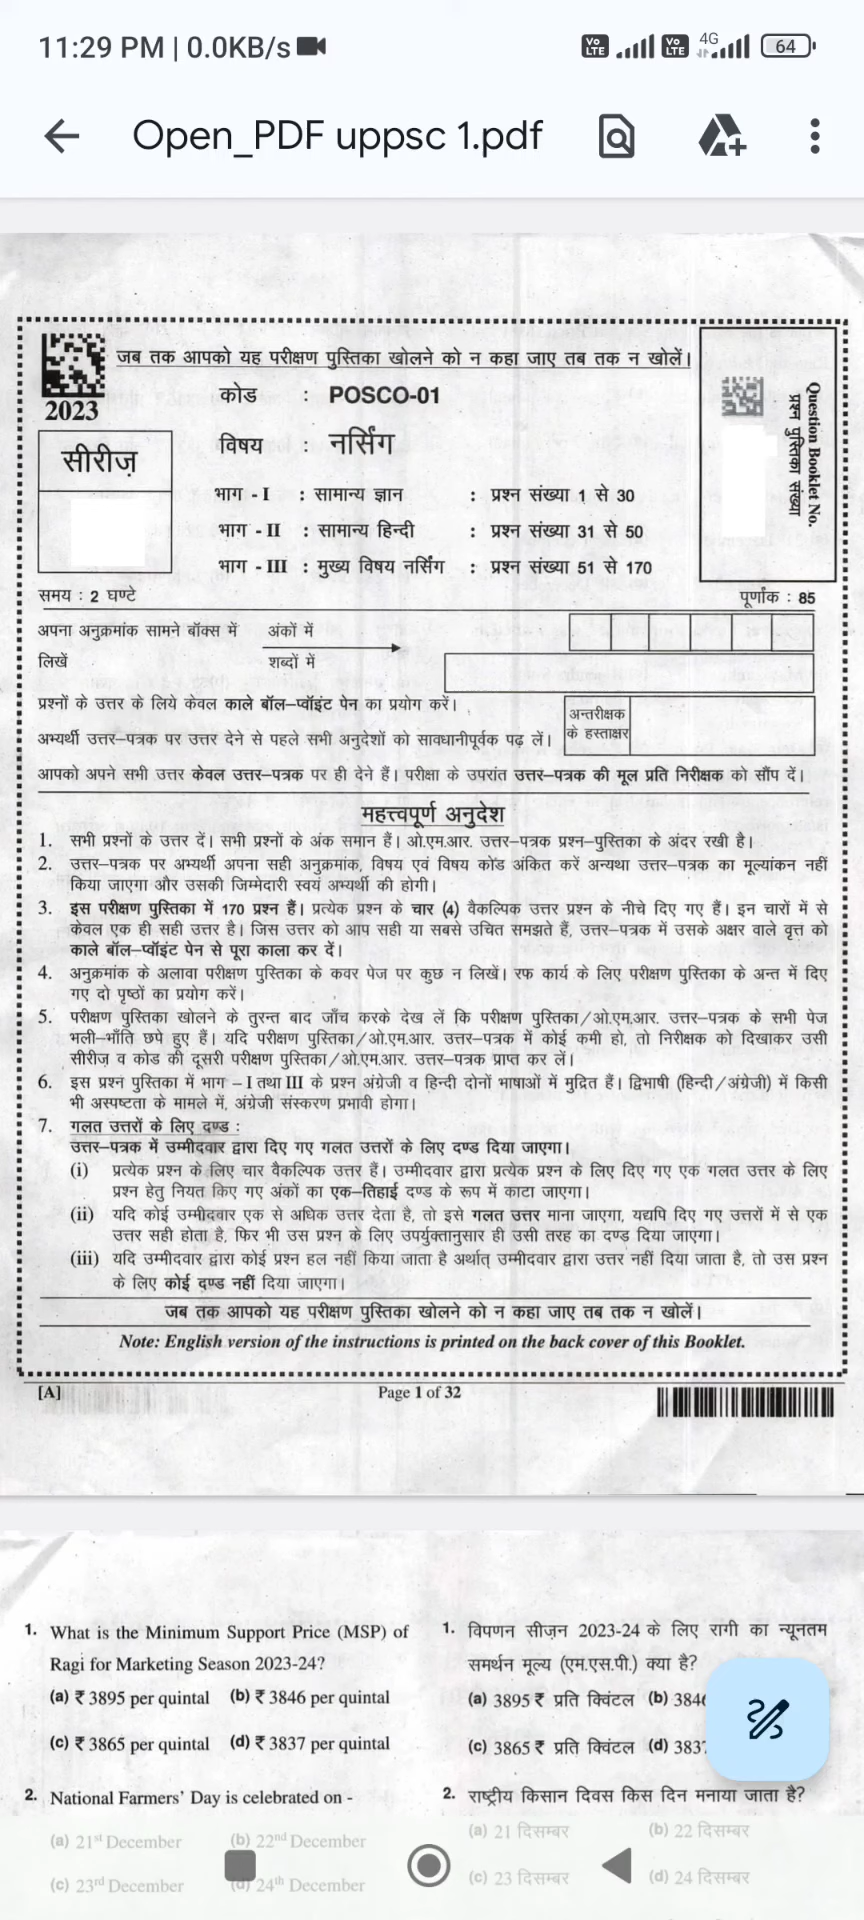 11:29 PM | 0.0KB/s
Vo LTE Vo LTE 4G 64
Open_PDF uppsc 1.pdf
जब तक आपको यह परीक्षण पुस्तिका खोलने को न कहा जाए तब तक न खोलें।
2023
कोड : POSCO-01
सीरीज़
विषय : नर्सिंग
Question Booklet No.
प्रश्न पुस्तिका संख्या
भाग - I : सामान्य ज्ञान : प्रश्न संख्या 1 से 30
भाग - II : सामान्य हिन्दी : प्रश्न संख्या 31 से 50
भाग - III : मुख्य विषय नर्सिंग : प्रश्न संख्या 51 से 170
समय : 2 घण्टे पूर्णांक : 85
अपना अनुक्रमांक सामने बॉक्स में अंकों में
लिखें शब्दों में
प्रश्नों के उत्तर के लिये केवल काले बॉल–प्वॉइंट पेन का प्रयोग करें।
अन्तरीक्षक
के हस्ताक्षर
अभ्यर्थी उत्तर–पत्रक पर उत्तर देने से पहले सभी अनुदेशों को सावधानीपूर्वक पढ़ लें।
आपको अपने सभी उत्तर केवल उत्तर–पत्रक पर ही देने हैं। परीक्षा के उपरांत उत्तर–पत्रक की मूल प्रति निरीक्षक को सौंप दें।
महत्त्वपूर्ण अनुदेश
1. सभी प्रश्नों के उत्तर दें। सभी प्रश्नों के अंक समान हैं। ओ.एम.आर. उत्तर–पत्रक प्रश्न–पुस्तिका के अंदर रखी है।
2. उत्तर–पत्रक पर अभ्यर्थी अपना सही अनुक्रमांक, विषय एवं विषय कोड अंकित करें अन्यथा उत्तर–पत्रक का मूल्यांकन नहीं
किया जाएगा और उसकी जिम्मेदारी स्वयं अभ्यर्थी की होगी।
3. इस परीक्षण पुस्तिका में 170 प्रश्न हैं। प्रत्येक प्रश्न के चार (4) वैकल्पिक उत्तर प्रश्न के नीचे दिए गए हैं। इन चारों में से
केवल एक ही सही उत्तर है। जिस उत्तर को आप सही या सबसे उचित समझते हैं, उत्तर–पत्रक में उसके अक्षर वाले वृत्त को
काले बॉल–प्वॉइंट पेन से पूरा काला कर दें।
4. अनुक्रमांक के अलावा परीक्षण पुस्तिका के कवर पेज पर कुछ न लिखें। रफ कार्य के लिए परीक्षण पुस्तिका के अन्त में दिए
गए दो पृष्ठों का प्रयोग करें।
5. परीक्षण पुस्तिका खोलने के तुरन्त बाद जाँच करके देख लें कि परीक्षण पुस्तिका/ओ.एम.आर. उत्तर–पत्रक के सभी पेज
भली–भाँति छपे हुए हैं। यदि परीक्षण पुस्तिका/ओ.एम.आर. उत्तर–पत्रक में कोई कमी हो, तो निरीक्षक को दिखाकर उसी
सीरीज व कोड की दूसरी परीक्षण पुस्तिका/ओ.एम.आर. उत्तर–पत्रक प्राप्त कर लें।
6. इस प्रश्न पुस्तिका में भाग – I तथा III के प्रश्न अंग्रेजी व हिन्दी दोनों भाषाओं में मुद्रित हैं। द्विभाषी (हिन्दी/अंग्रेजी) में किसी
भी अस्पष्टता के मामले में, अंग्रेजी संस्करण प्रभावी होगा।
7. गलत उत्तरों के लिए दण्ड :
उत्तर–पत्रक में उम्मीदवार द्वारा दिए गए गलत उत्तरों के लिए दण्ड दिया जाएगा।
(i) प्रत्येक प्रश्न के लिए चार वैकल्पिक उत्तर हैं। उम्मीदवार द्वारा प्रत्येक प्रश्न के लिए दिए गए एक गलत उत्तर के लिए
प्रश्न हेतु नियत किए गए अंकों का एक–तिहाई दण्ड के रूप में काटा जाएगा।
(ii) यदि कोई उम्मीदवार एक से अधिक उत्तर देता है, तो इसे गलत उत्तर माना जाएगा, यद्यपि दिए गए उत्तरों में से एक
उत्तर सही होता है, फिर भी उस प्रश्न के लिए उपर्युक्तानुसार ही उसी तरह का दण्ड दिया जाएगा।
(iii) यदि उम्मीदवार द्वारा कोई प्रश्न हल नहीं किया जाता है अर्थात् उम्मीदवार द्वारा उत्तर नहीं दिया जाता है, तो उस प्रश्न
के लिए कोई दण्ड नहीं दिया जाएगा।
जब तक आपको यह परीक्षण पुस्तिका खोलने को न कहा जाए तब तक न खोलें।
Note: English version of the instructions is printed on the back cover of this Booklet.
[A] Page 1 of 32
1. What is the Minimum Support Price (MSP) of
Ragi for Marketing Season 2023-24?
(a) ₹ 3895 per quintal (b) ₹ 3846 per quintal
(c) ₹ 3865 per quintal (d) ₹ 3837 per quintal
2. National Farmers' Day is celebrated on -
(a) 21st December (b) 22nd December
(c) 23rd December (d) 24th December
1. विपणन सीज़न 2023-24 के लिए रागी का न्यूनतम
समर्थन मूल्य (एम.एस.पी.) क्या है?
(a) 3895 ₹ प्रति क्विंटल (b) 3846
(c) 3865 ₹ प्रति क्विंटल (d) 3837
2. राष्ट्रीय किसान दिवस किस दिन मनाया जाता है?
(a) 21 दिसम्बर (b) 22 दिसम्बर
(c) 23 दिसम्बर (d) 24 दिसम्बर